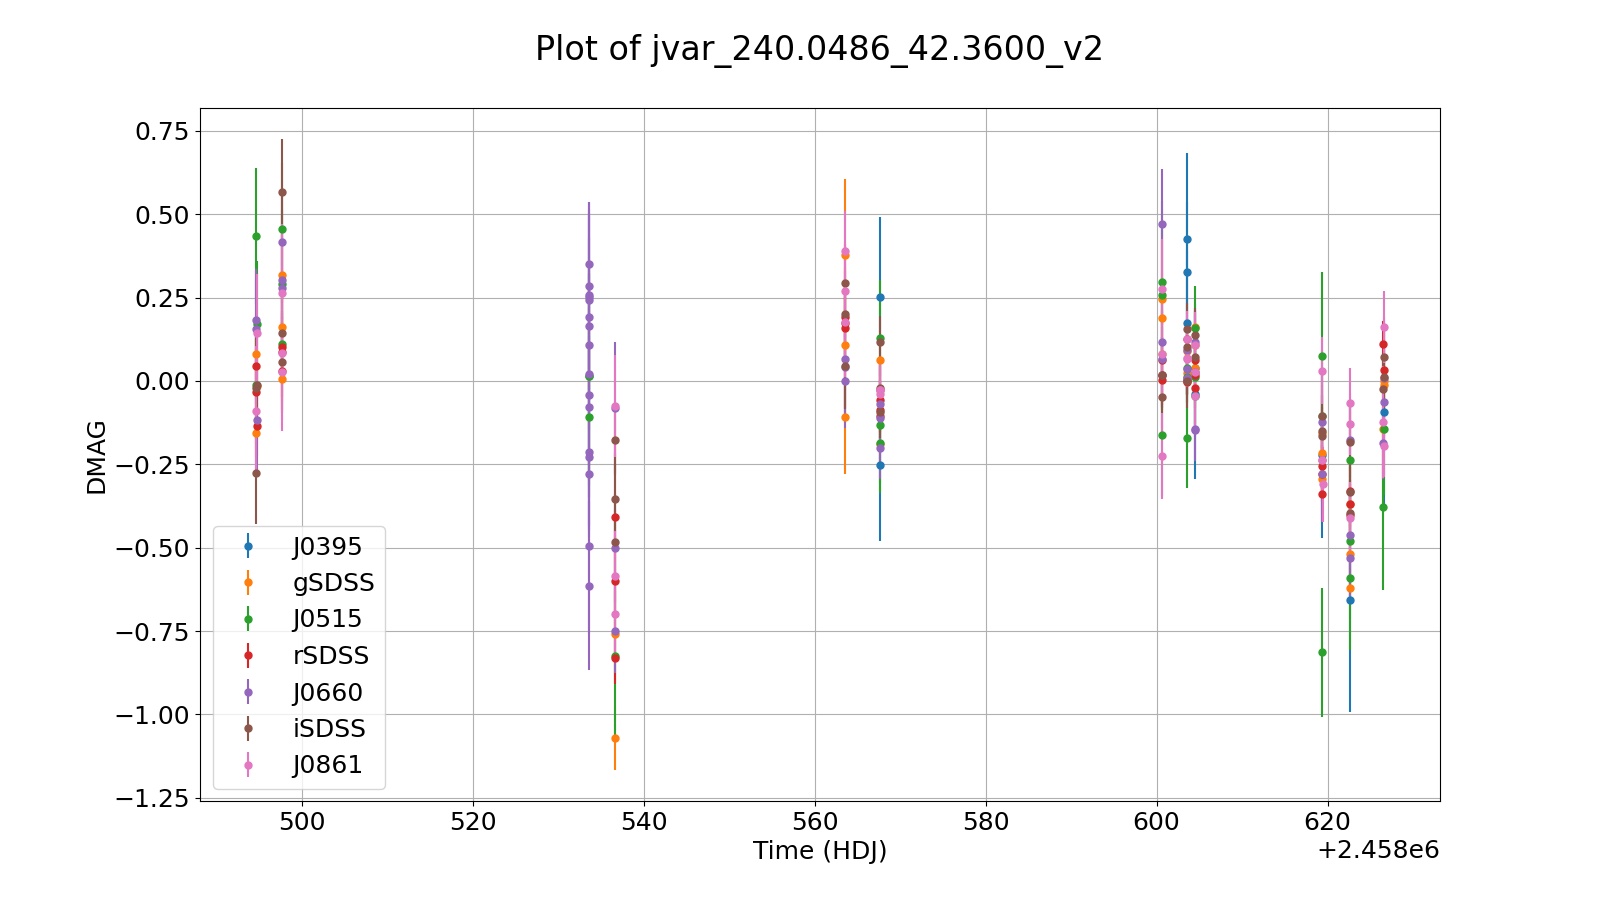 Plot of jvar_240.0486_42.3600_v2
0.75
0.50
0.25
0.00
−0.25
−0.50
−0.75
−1.00
−1.25
DMAG
J0395
gSDSS
J0515
rSDSS
J0660
iSDSS
J0861
500 520 540 560 580 600 620
Time (HDJ)
+2.458e6